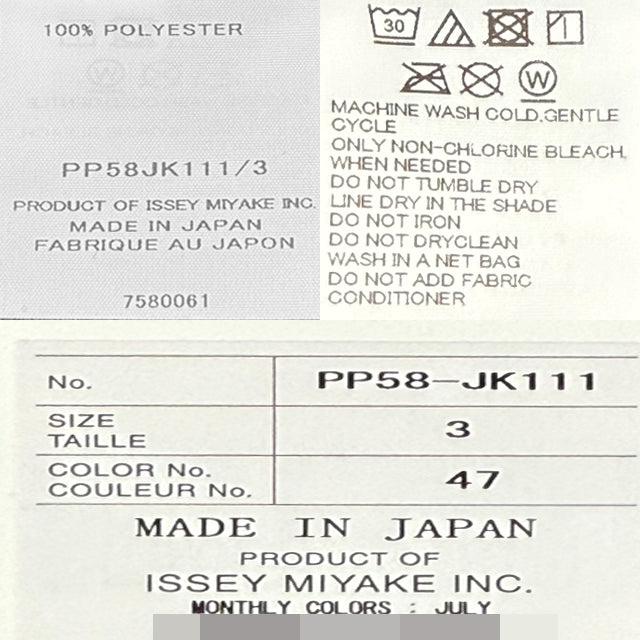 100% POLYESTER
PP58JK111/3
PRODUCT OF ISSEY MIYAKE INC.
MADE IN JAPAN
FABRIQUE AU JAPON
7580061
30
W
MACHINE WASH COLD,GENTLE
CYCLE
ONLY NON-CHLORINE BLEACH,
WHEN NEEDED
DO NOT TUMBLE DRY
LINE DRY IN THE SHADE
DO NOT IRON
DO NOT DRYCLEAN
WASH IN A NET BAG
DO NOT ADD FABRIC
CONDITIONER
No. PP58-JK111
SIZE
TAILLE 3
COLOR No.
COULEUR No. 47
MADE IN JAPAN
PRODUCT OF
ISSEY MIYAKE INC.
MONTHLY COLORS : JULY